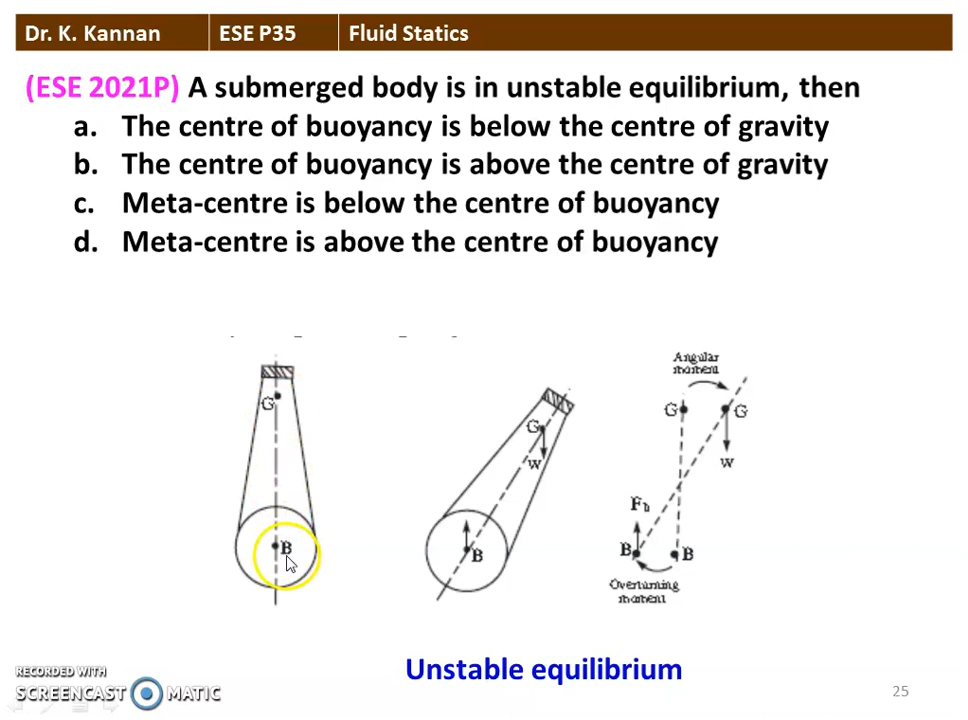 Dr. K. Kannan ESE P35 Fluid Statics
(ESE 2021P) A submerged body is in unstable equilibrium, then
a. The centre of buoyancy is below the centre of gravity
b. The centre of buoyancy is above the centre of gravity
c. Meta-centre is below the centre of buoyancy
d. Meta-centre is above the centre of buoyancy
G
B
G
W
B
Angular
moment
G G
W
Fb
B B
Overturning
moment
Unstable equilibrium
RECORDED WITH
SCREENCAST MATIC
25